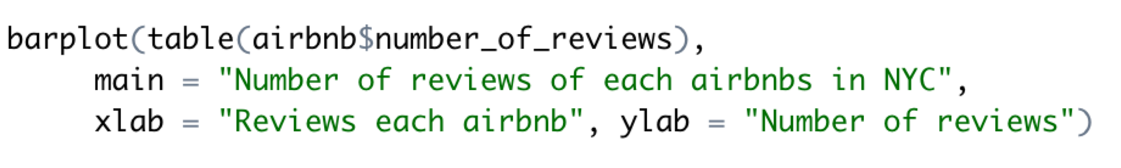 barplot(table(airbnb$number_of_reviews),
main = "Number of reviews of each airbnbs in NYC",
xlab = "Reviews each airbnb", ylab = "Number of reviews")